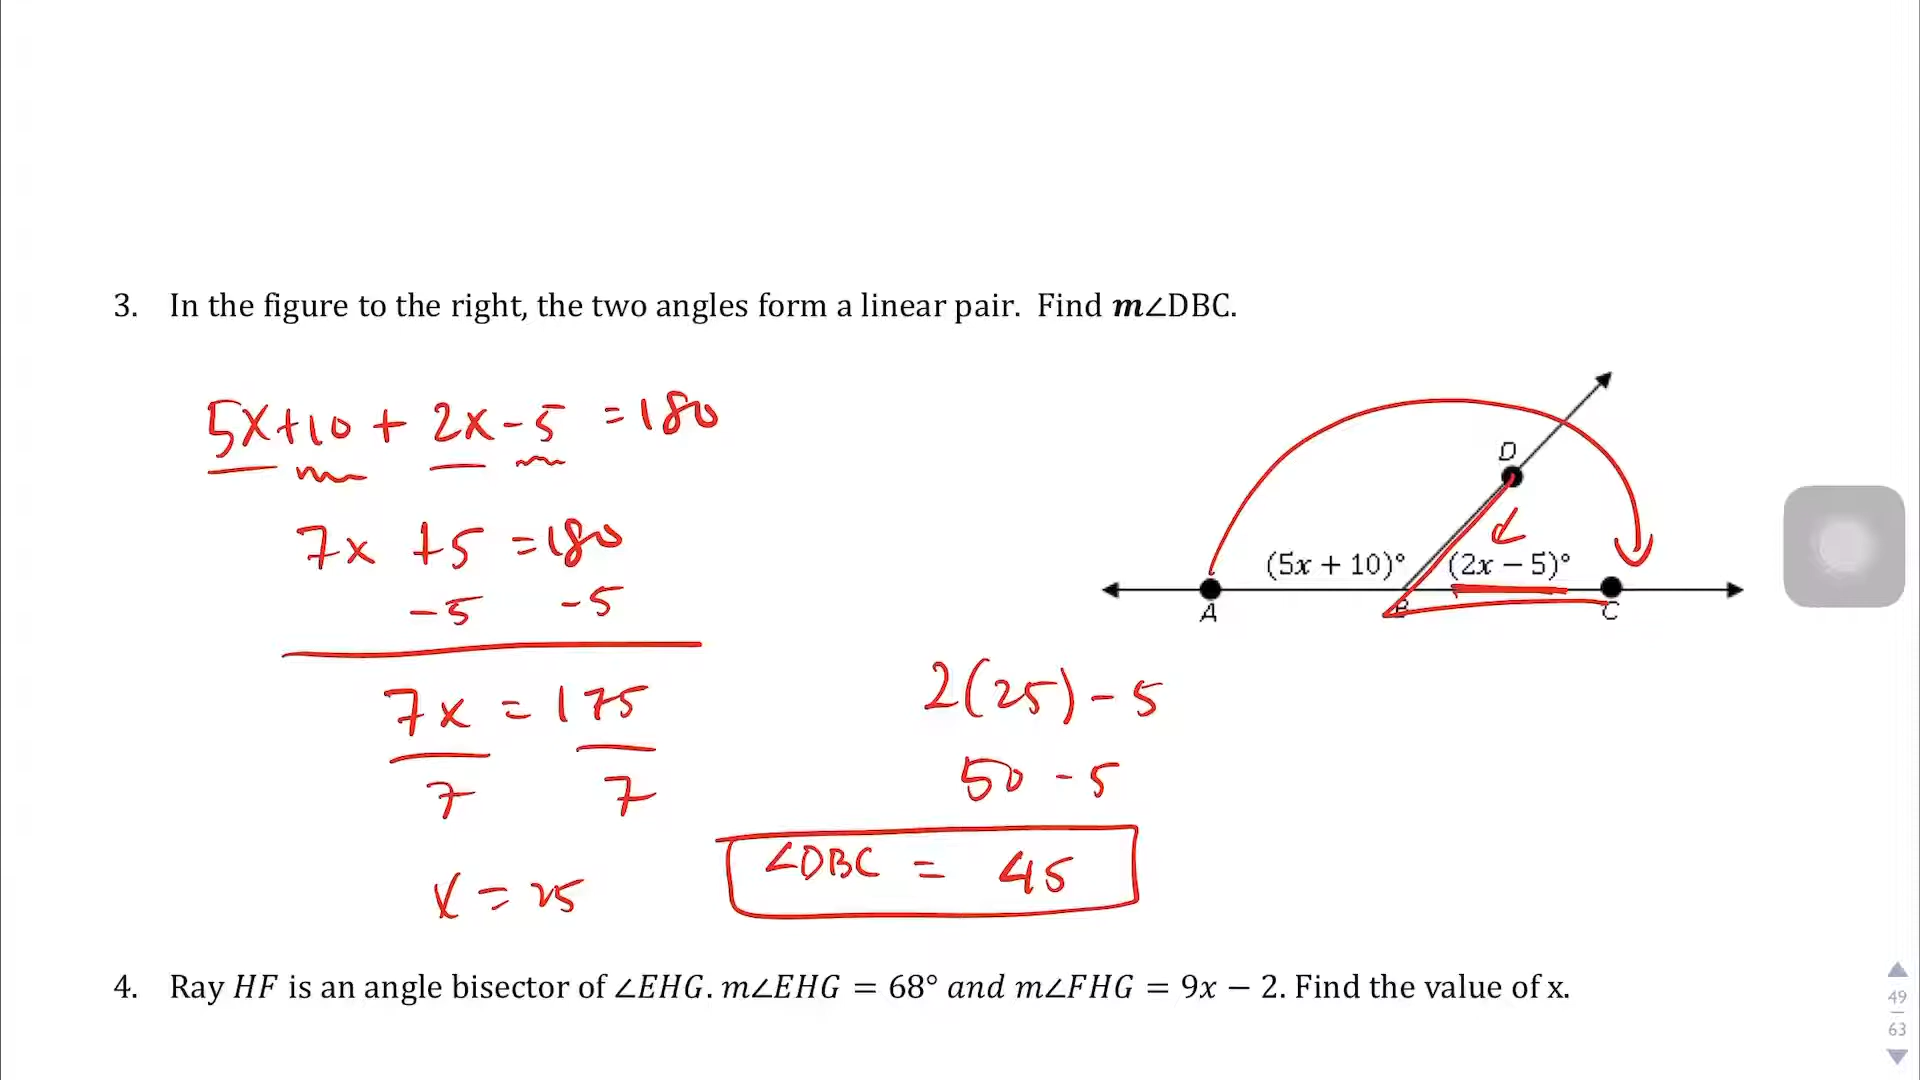 3. In the figure to the right, the two angles form a linear pair. Find m∠DBC.
5x+10 + 2x-5 =180
7x +5 =180
-5 -5
7x = 175
7 7
x = 25
D
(5x + 10)° (2x − 5)°
A B C
2(25) - 5
50 - 5
∠DBC = 45
4. Ray HF is an angle bisector of ∠EHG. m∠EHG = 68° and m∠FHG = 9x − 2. Find the value of x.
49
63